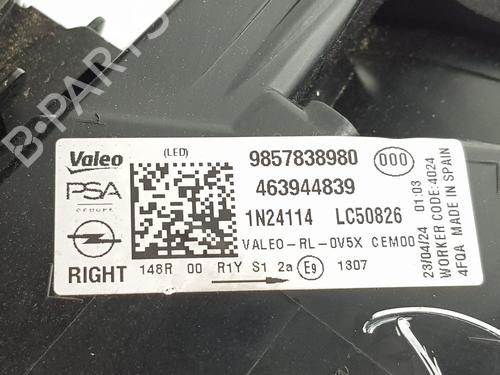 B-PARTS
Valeo
(LED)
9857838980
000
PSA
GROUPE
463944839
1N24114 LC50826
VALEO-RL-0V5X CEM00
RIGHT
148R 00 R1Y S1 2a E9 1307
23/04/24 01:03
WORKER CODE:4024
4FQA MADE IN SPAIN